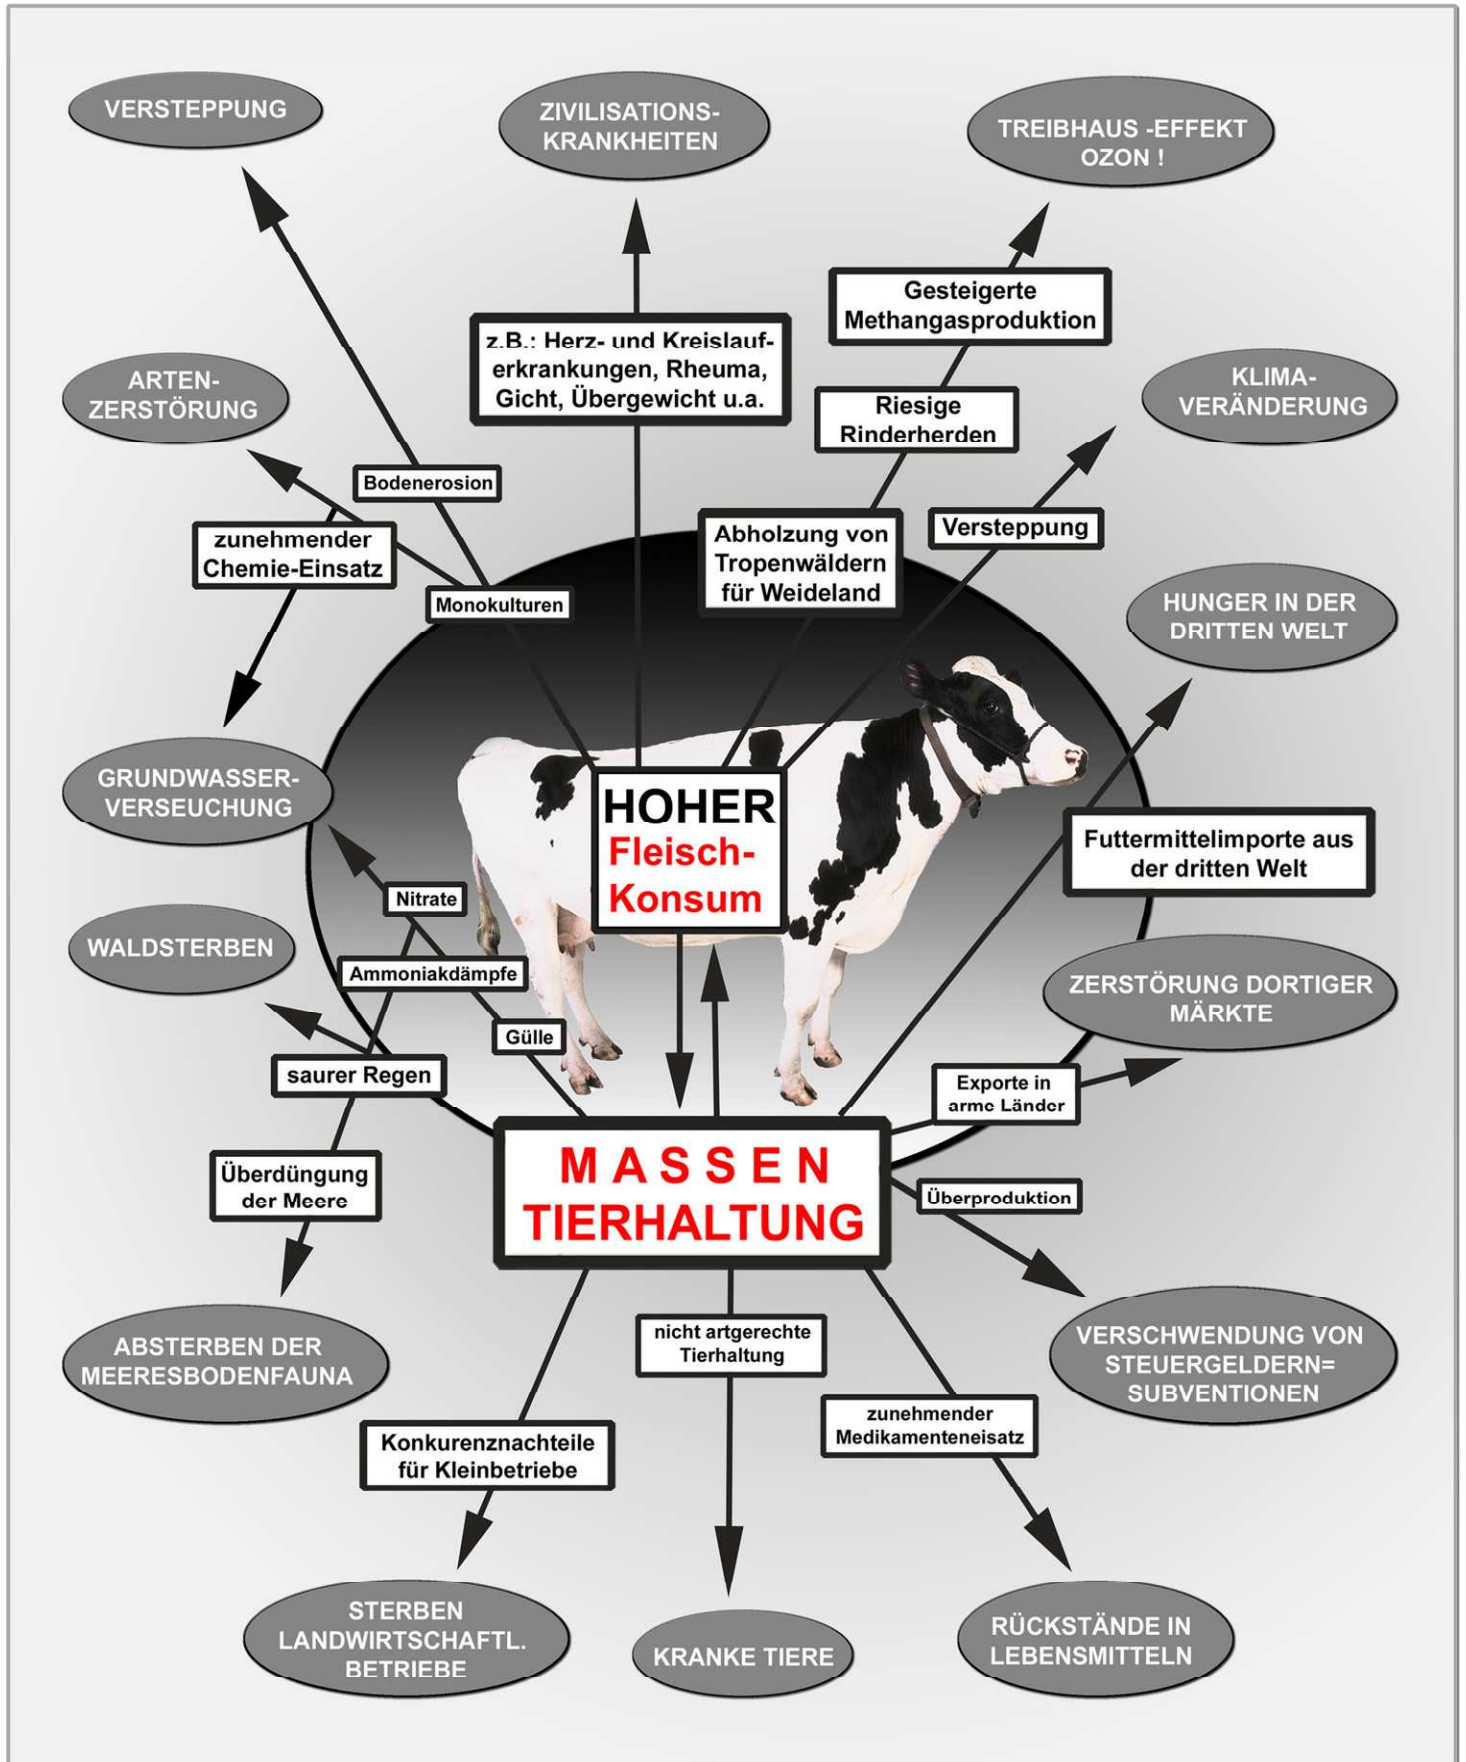 VERSTEPPUNG
ZIVILISATIONS-
KRANKHEITEN
TREIBHAUS -EFFEKT
OZON !
Gesteigerte
Methangasproduktion
z.B.: Herz- und Kreislauf-
erkrankungen, Rheuma,
Gicht, Übergewicht u.a.
ARTEN-
ZERSTÖRUNG
KLIMA-
VERÄNDERUNG
Riesige
Rinderherden
Bodenerosion
zunehmender
Chemie-Einsatz
Abholzung von
Tropenwäldern
für Weideland
Versteppung
Monokulturen
HUNGER IN DER
DRITTEN WELT
GRUNDWASSER-
VERSEUCHUNG
HOHER
Fleisch-
Konsum
Futtermittelimporte aus
der dritten Welt
Nitrate
WALDSTERBEN
Ammoniakdämpfe
ZERSTÖRUNG DORTIGER
MÄRKTE
Gülle
saurer Regen
Exporte in
arme Länder
MASSEN
TIERHALTUNG
Überdüngung
der Meere
Überproduktion
ABSTERBEN DER
MEERESBODENFAUNA
nicht artgerechte
Tierhaltung
VERSCHWENDUNG VON
STEUERGELDERN=
SUBVENTIONEN
Konkurenznachteile
für Kleinbetriebe
zunehmender
Medikamenteneisatz
STERBEN
LANDWIRTSCHAFTL.
BETRIEBE
KRANKE TIERE
RÜCKSTÄNDE IN
LEBENSMITTELN